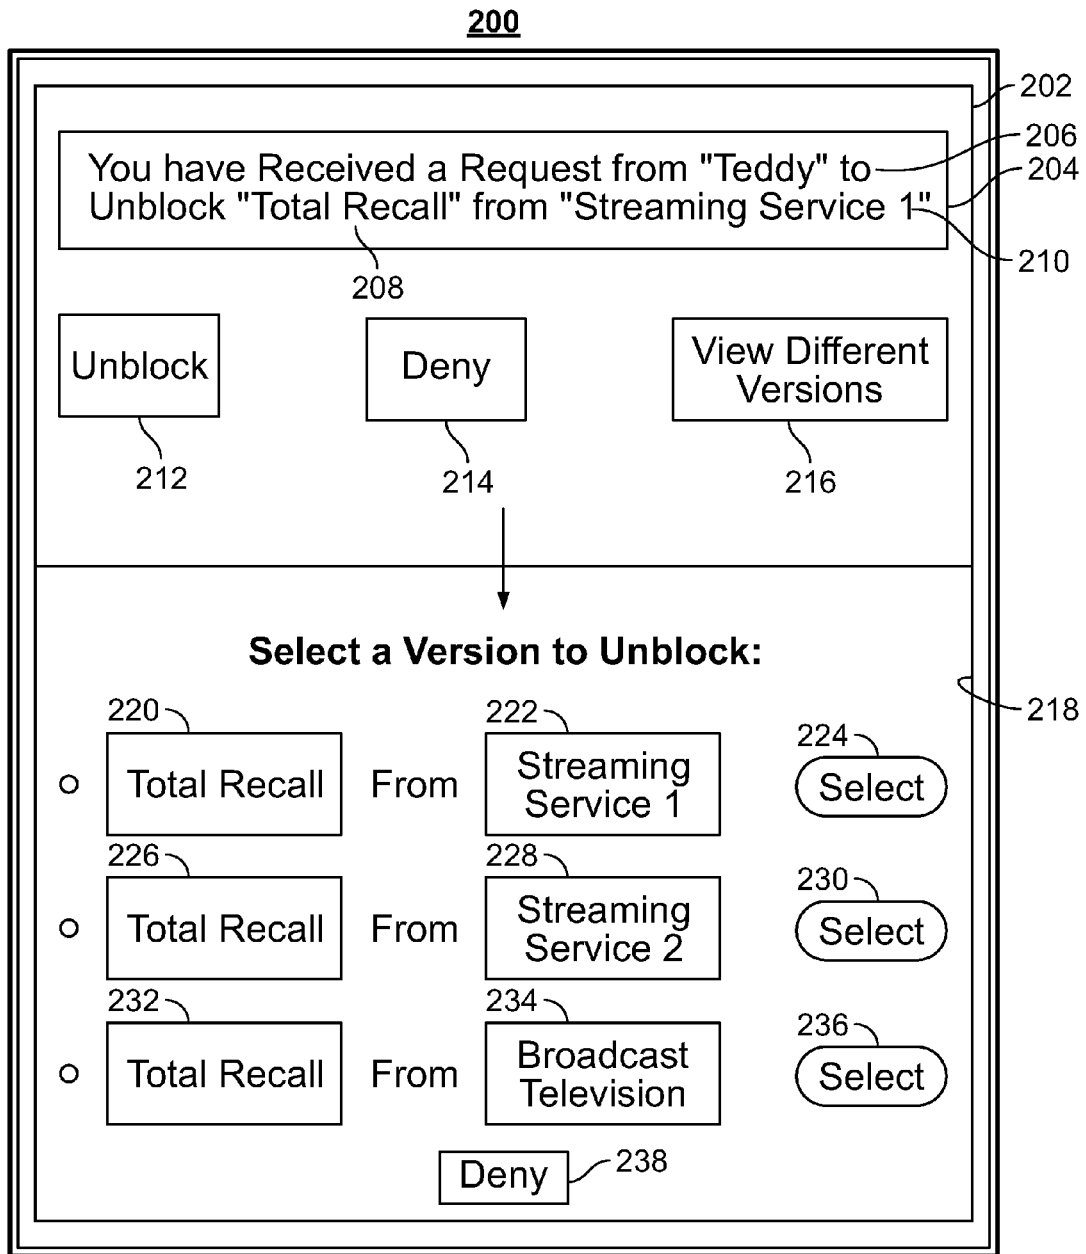 200
202
You have Received a Request from "Teddy" to
206
Unblock "Total Recall" from "Streaming Service 1"
204
210
208
Unblock
Deny
View Different
Versions
212
214
216
Select a Version to Unblock:
218
220
222
224
Total Recall From Streaming
Service 1
Select
226
228
230
Total Recall From Streaming
Service 2
Select
232
234
236
Total Recall From Broadcast
Television
Select
Deny
238